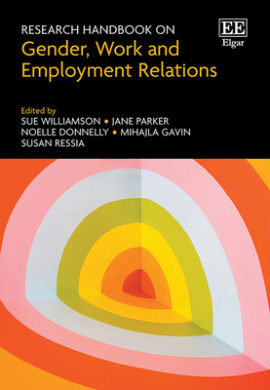 RESEARCH HANDBOOK ON
Gender, Work and
Employment Relations
EE
Elgar
Edited by
SUE WILLIAMSON • JANE PARKER
NOELLE DONNELLY • MIHAJLA GAVIN
SUSAN RESSIA